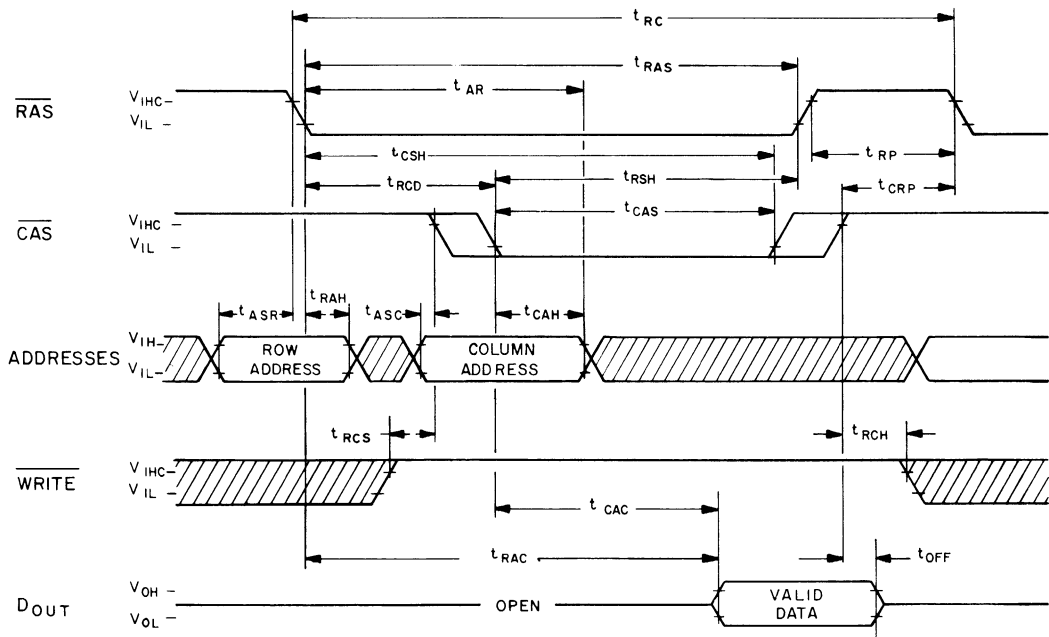 tRC
tRAS
tAR
RAS
VIHC
VIL
tCSH
tRP
tRCD
tRSH
tCRP
CAS
VIHC
VIL
tCAS
tASR
tRAH
tASC
tCAH
ADDRESSES
VIH
VIL
ROW ADDRESS
COLUMN ADDRESS
tRCS
tRCH
WRITE
VIHC
VIL
tCAC
tRAC
tOFF
DOUT
VOH
VOL
OPEN
VALID DATA